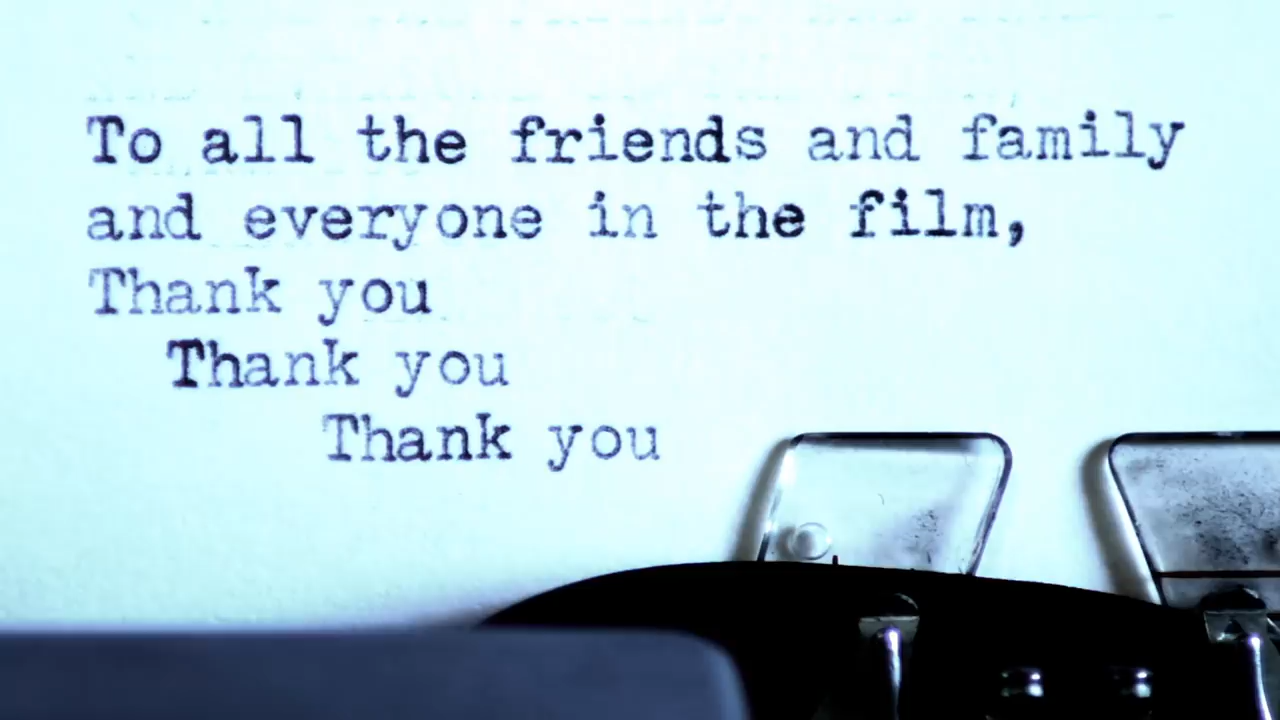 To all the friends and family
and everyone in the film,
Thank you
Thank you
Thank you